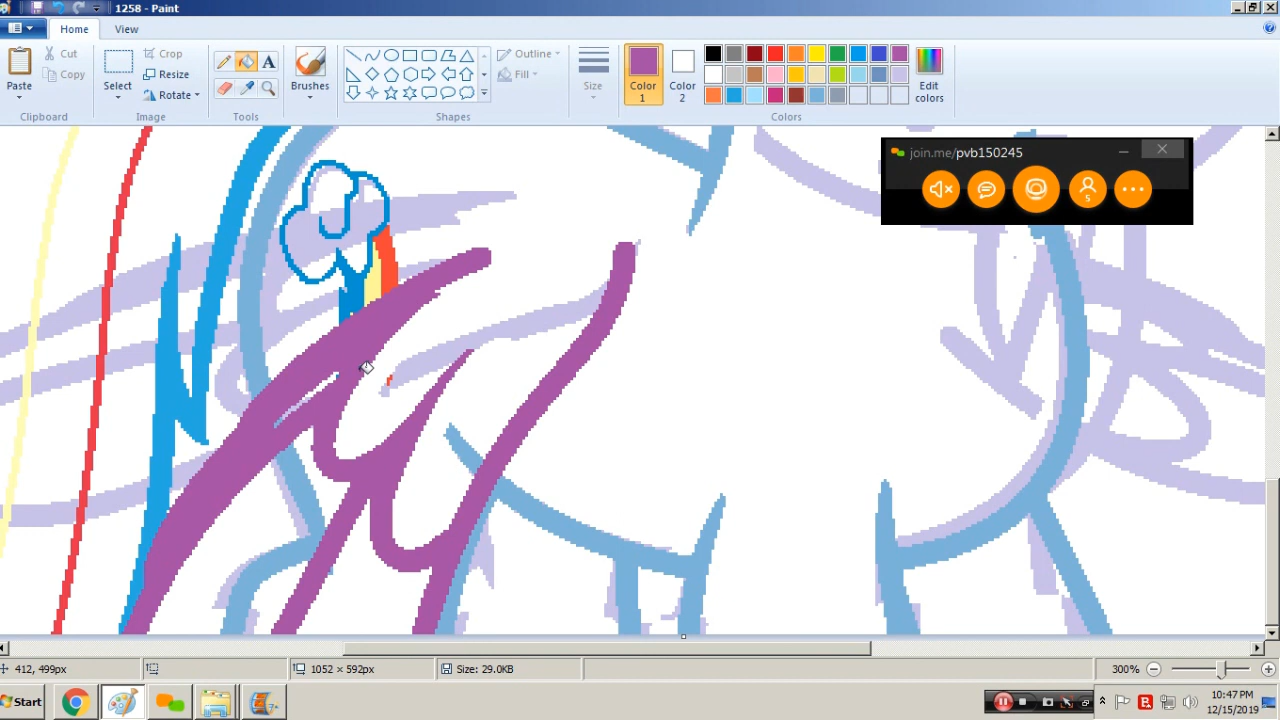 1258 - Paint
Home View
Paste
Cut
Copy
Clipboard
Select
Crop
Resize
Rotate
Image
A
Tools
Brushes
Outline
Fill
Shapes
Size
Color 1
Color 2
Edit colors
Colors
join.me/pvb150245
5
412, 499px
1052 × 592px
Size: 29.0KB
300%
Start
10:47 PM
12/15/2019